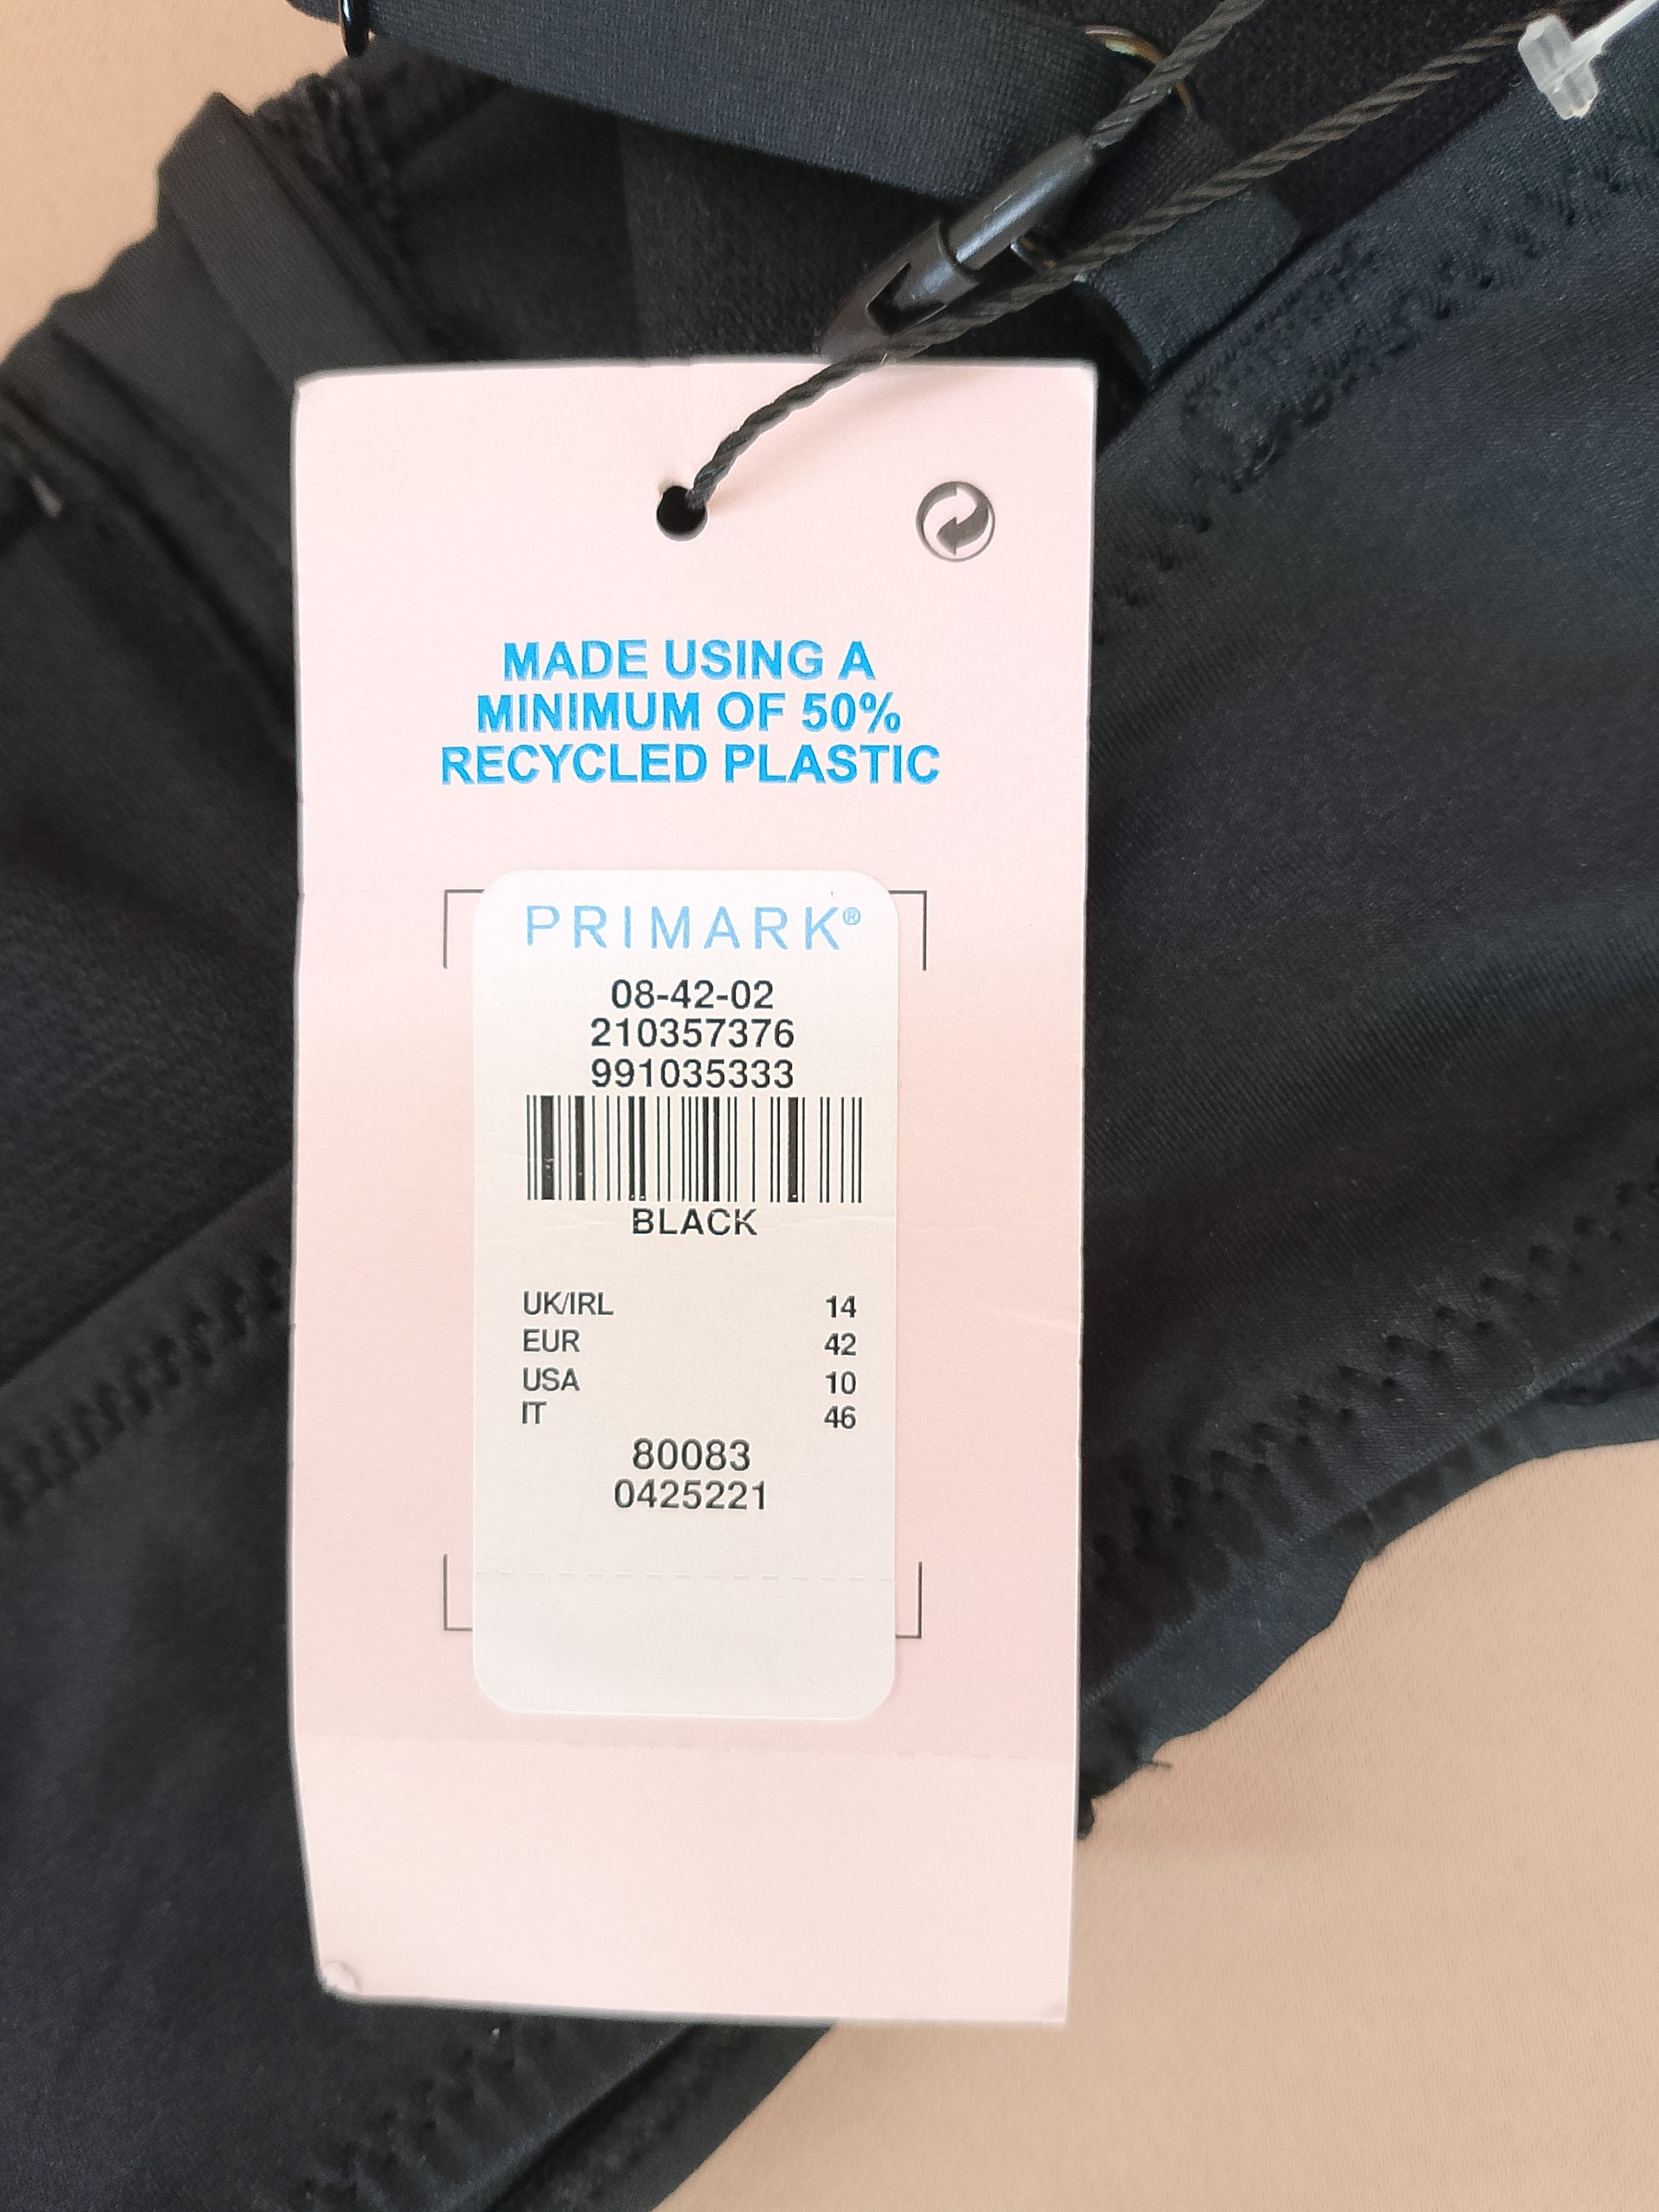 MADE USING A
MINIMUM OF 50%
RECYCLED PLASTIC
PRIMARK®
08-42-02
210357376
991035333
BLACK
UK/IRL 14
EUR 42
USA 10
IT 46
80083
0425221